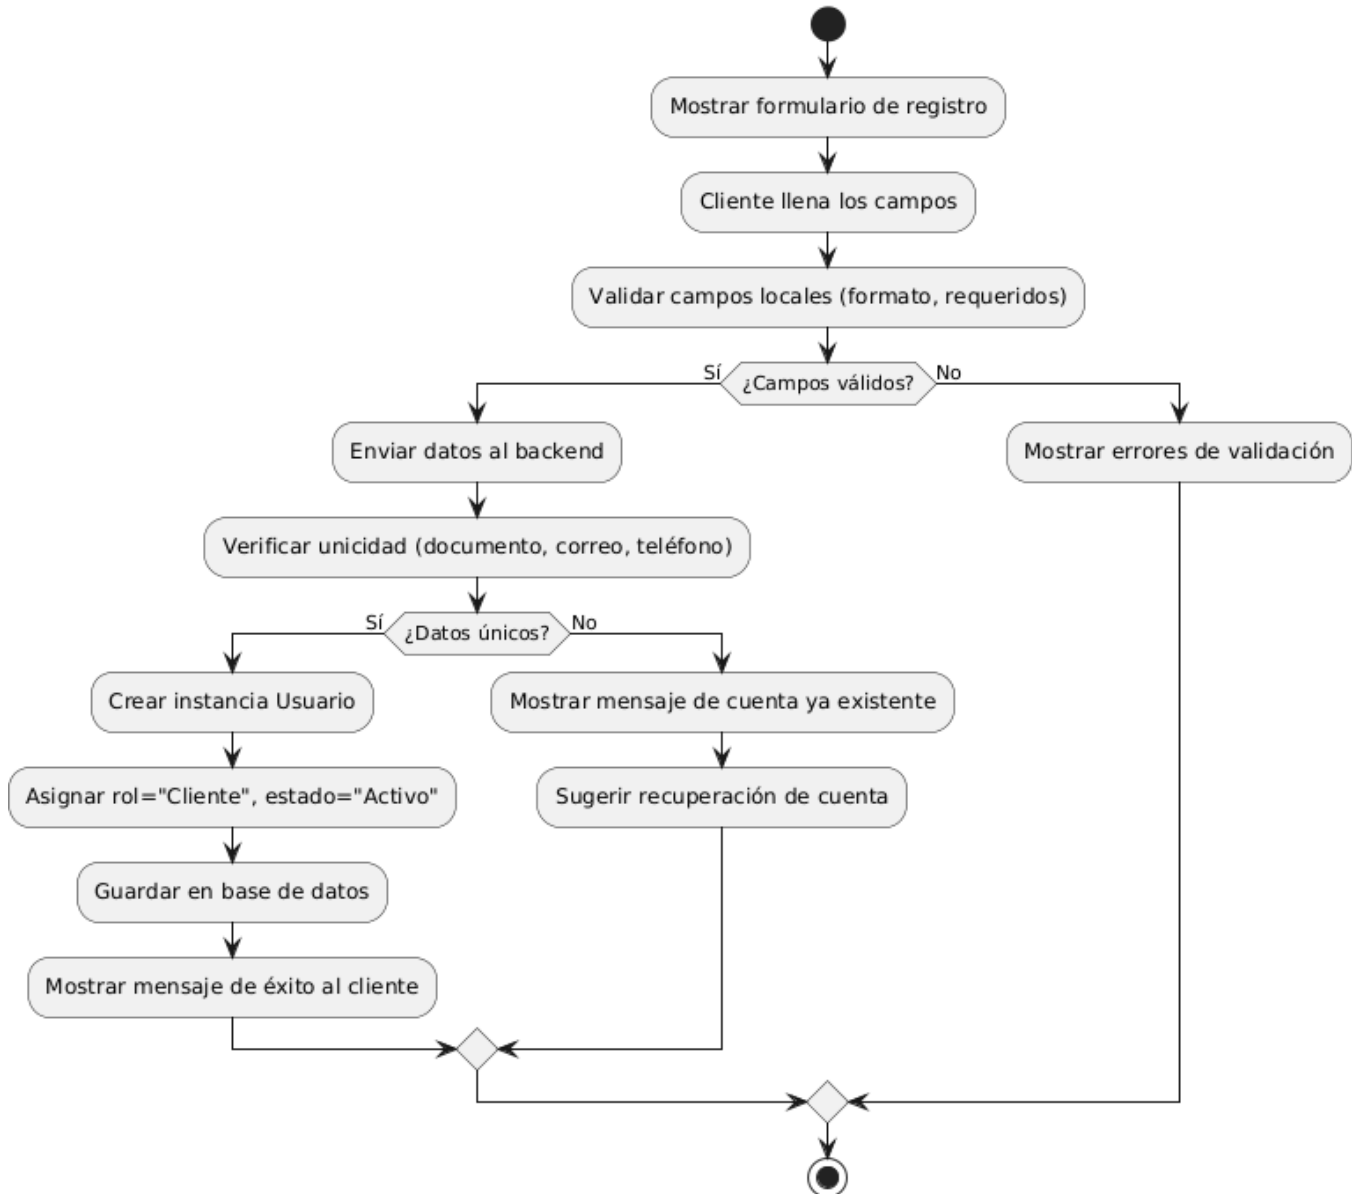 Mostrar formulario de registro
Cliente llena los campos
Validar campos locales (formato, requeridos)
Sí
¿Campos válidos?
No
Enviar datos al backend
Mostrar errores de validación
Verificar unicidad (documento, correo, teléfono)
Sí
¿Datos únicos?
No
Crear instancia Usuario
Mostrar mensaje de cuenta ya existente
Asignar rol="Cliente", estado="Activo"
Sugerir recuperación de cuenta
Guardar en base de datos
Mostrar mensaje de éxito al cliente